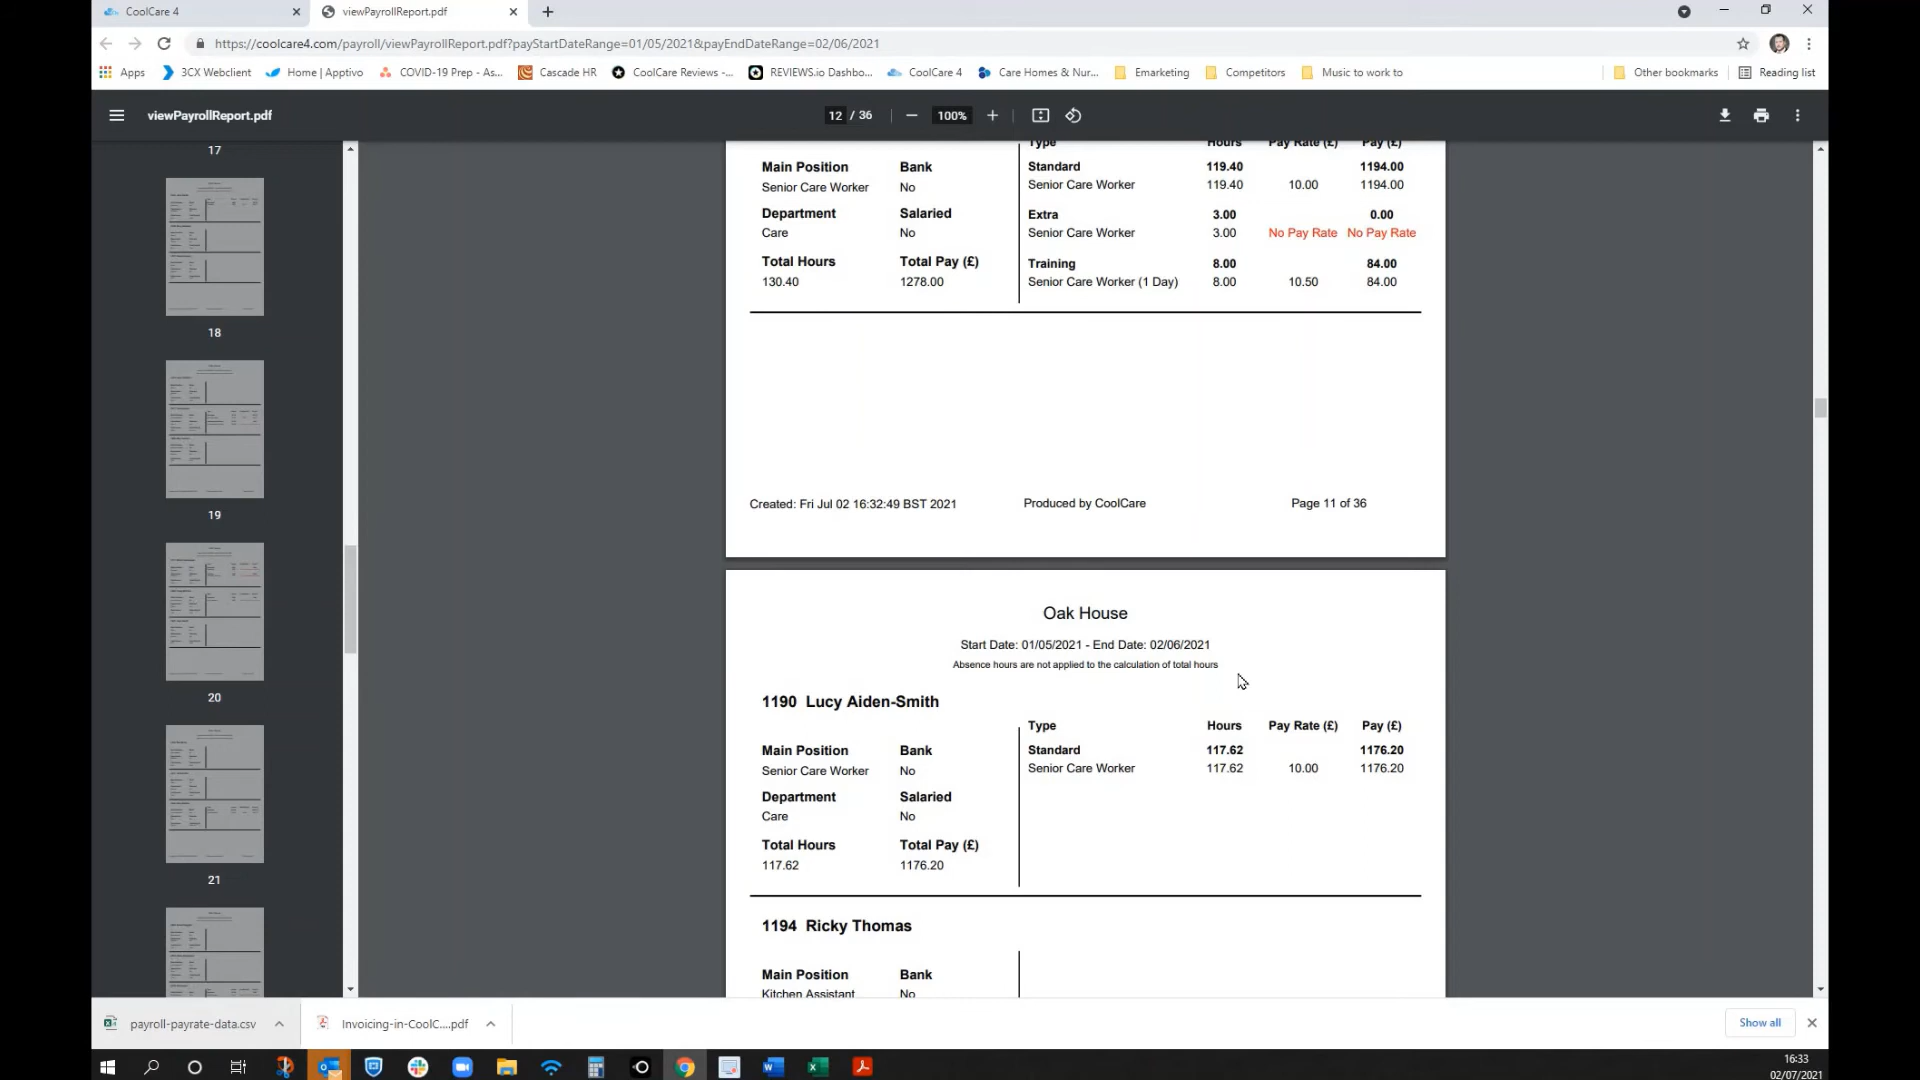 CoolCare 4
viewPayrollReport.pdf
https://coolcare4.com/payroll/viewPayrollReport.pdf?payStartDateRange=01/05/2021&payEndDateRange=02/06/2021
Apps 3CX Webclient Home | Apptivo COVID-19 Prep - As... Cascade HR CoolCare Reviews -... REVIEWS.io Dashbo... CoolCare 4 Care Homes & Nur... Emarketing Competitors Music to work to Other bookmarks Reading list
viewPayrollReport.pdf 12 / 36 100%
17
18
19
20
21
Type Hours Pay Rate (£) Pay (£)
Main Position Bank Standard 119.40 1194.00
Senior Care Worker No Senior Care Worker 119.40 10.00 1194.00
Department Salaried Extra 3.00 0.00
Care No Senior Care Worker 3.00 No Pay Rate No Pay Rate
Total Hours Total Pay (£) Training 8.00 84.00
130.40 1278.00 Senior Care Worker (1 Day) 8.00 10.50 84.00
Created: Fri Jul 02 16:32:49 BST 2021 Produced by CoolCare Page 11 of 36
Oak House
Start Date: 01/05/2021 - End Date: 02/06/2021
Absence hours are not applied to the calculation of total hours
1190 Lucy Aiden-Smith
Type Hours Pay Rate (£) Pay (£)
Main Position Bank Standard 117.62 1176.20
Senior Care Worker No Senior Care Worker 117.62 10.00 1176.20
Department Salaried
Care No
Total Hours Total Pay (£)
117.62 1176.20
1194 Ricky Thomas
Main Position Bank
Kitchen Assistant No
payroll-payrate-data.csv Invoicing-in-CoolC....pdf Show all
16:33
02/07/2021